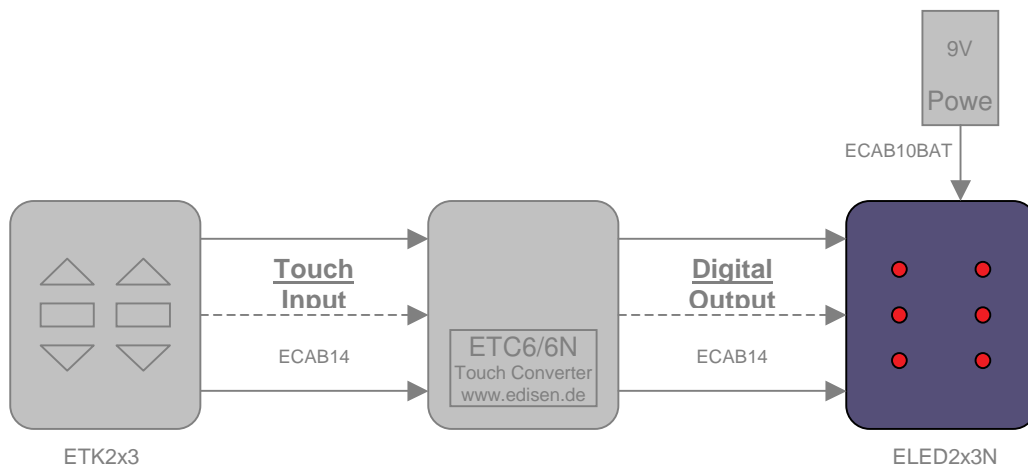 9V
Powe
ECAB10BAT
Touch
Input
Digital
Output
ECAB14
ETC6/6N
Touch Converter
www.edisen.de
ECAB14
ETK2x3
ELED2x3N